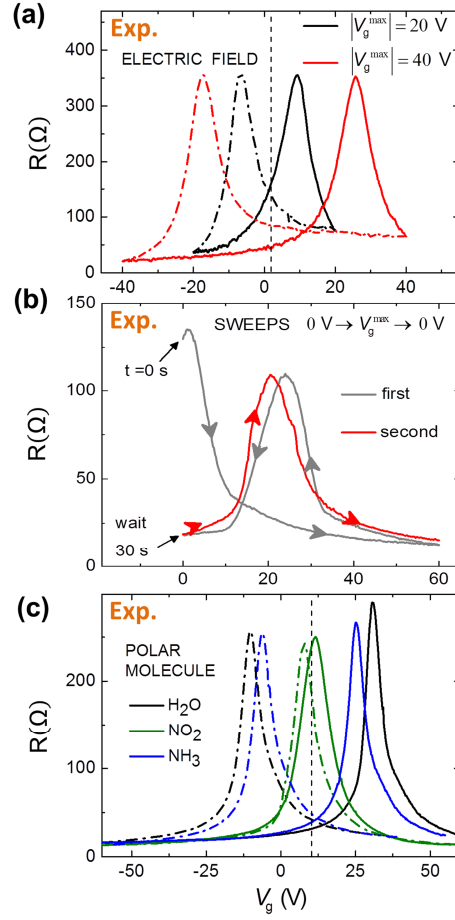 (a)
Exp.
ELECTRIC FIELD
|V_g^max| = 20 V
|V_g^max| = 40 V
R(Ω)
400
300
200
100
0
-40 -20 0 20 40
(b)
Exp.
SWEEPS 0 V → V_g^max → 0 V
t =0 s
first
second
wait
30 s
R(Ω)
150
100
50
0
0 20 40 60
(c)
Exp.
POLAR
MOLECULE
H₂O
NO₂
NH₃
R(Ω)
200
100
0
-50 -25 0 25 50
V_g (V)